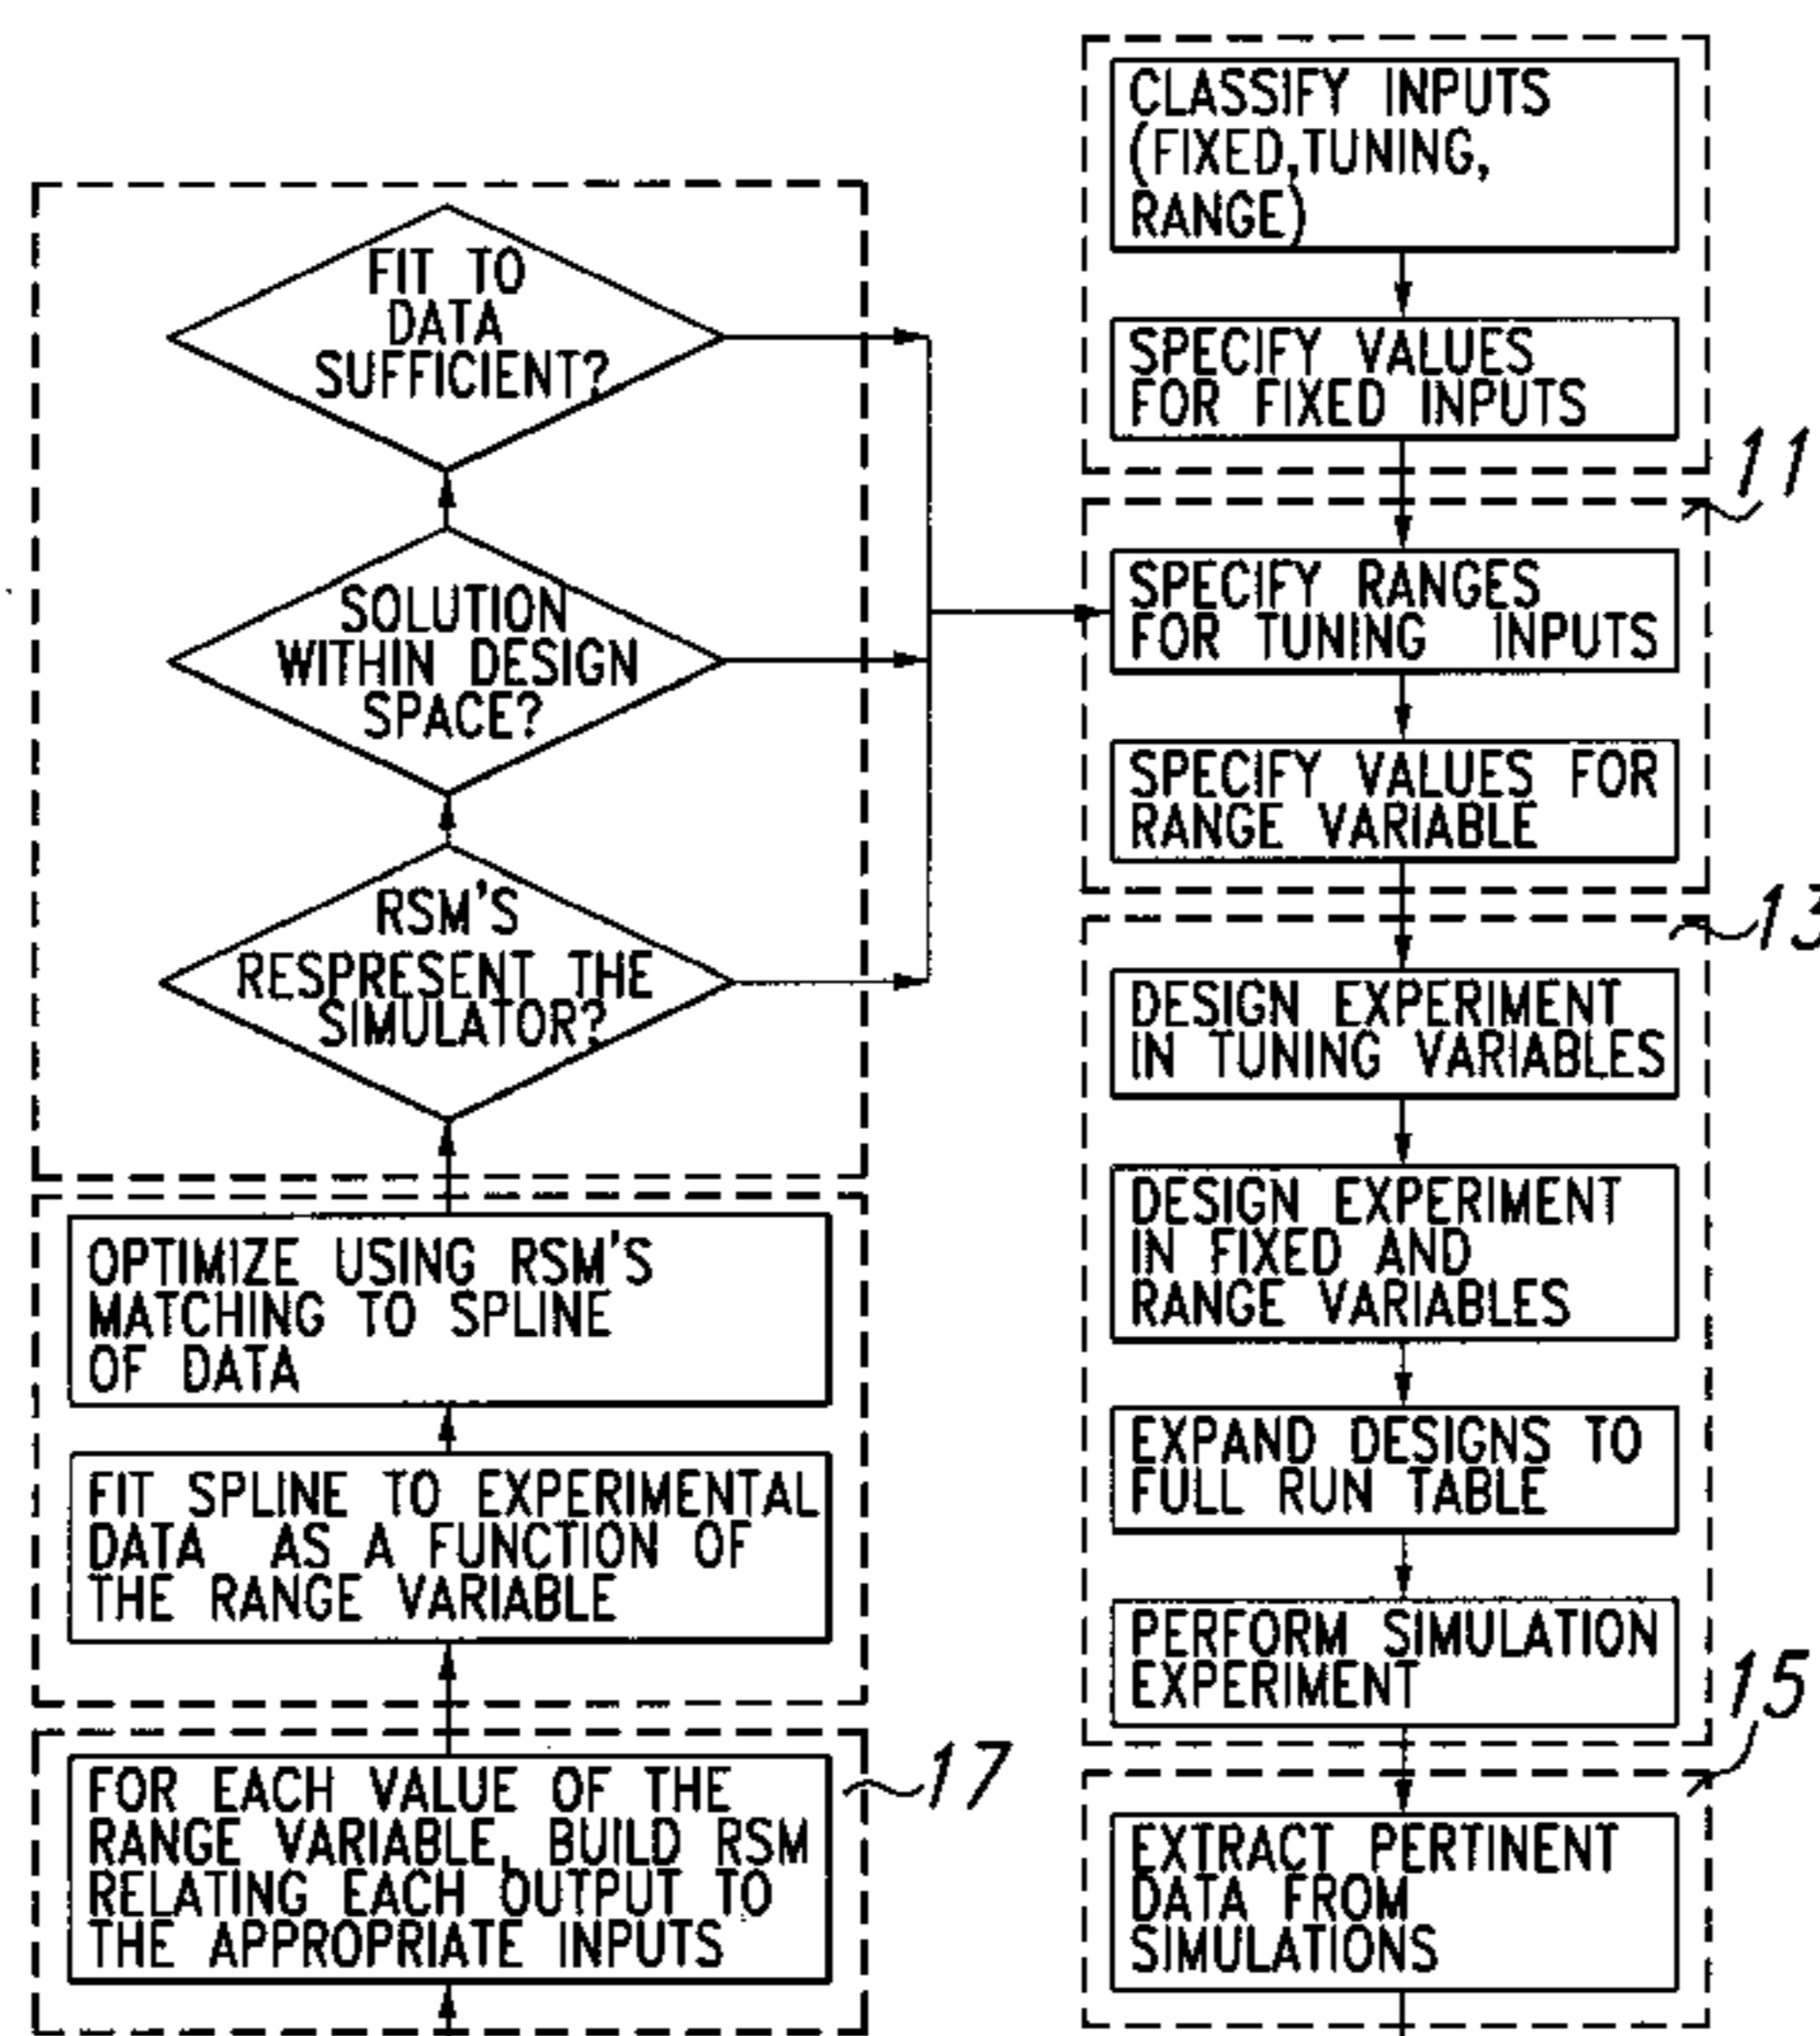 CLASSIFY INPUTS
(FIXED,TUNING,
RANGE)
SPECIFY VALUES
FOR FIXED INPUTS
11
SPECIFY RANGES
FOR TUNING INPUTS
SPECIFY VALUES FOR
RANGE VARIABLE
13
DESIGN EXPERIMENT
IN TUNING VARIABLES
DESIGN EXPERIMENT
IN FIXED AND
RANGE VARIABLES
EXPAND DESIGNS TO
FULL RUN TABLE
PERFORM SIMULATION
EXPERIMENT
15
EXTRACT PERTINENT
DATA FROM
SIMULATIONS
FIT TO
DATA
SUFFICIENT?
SOLUTION
WITHIN DESIGN
SPACE?
RSM'S
RESPRESENT THE
SIMULATOR?
OPTIMIZE USING RSM'S
MATCHING TO SPLINE
OF DATA
FIT SPLINE TO EXPERIMENTAL
DATA AS A FUNCTION OF
THE RANGE VARIABLE
17
FOR EACH VALUE OF THE
RANGE VARIABLE, BUILD RSM
RELATING EACH OUTPUT TO
THE APPROPRIATE INPUTS